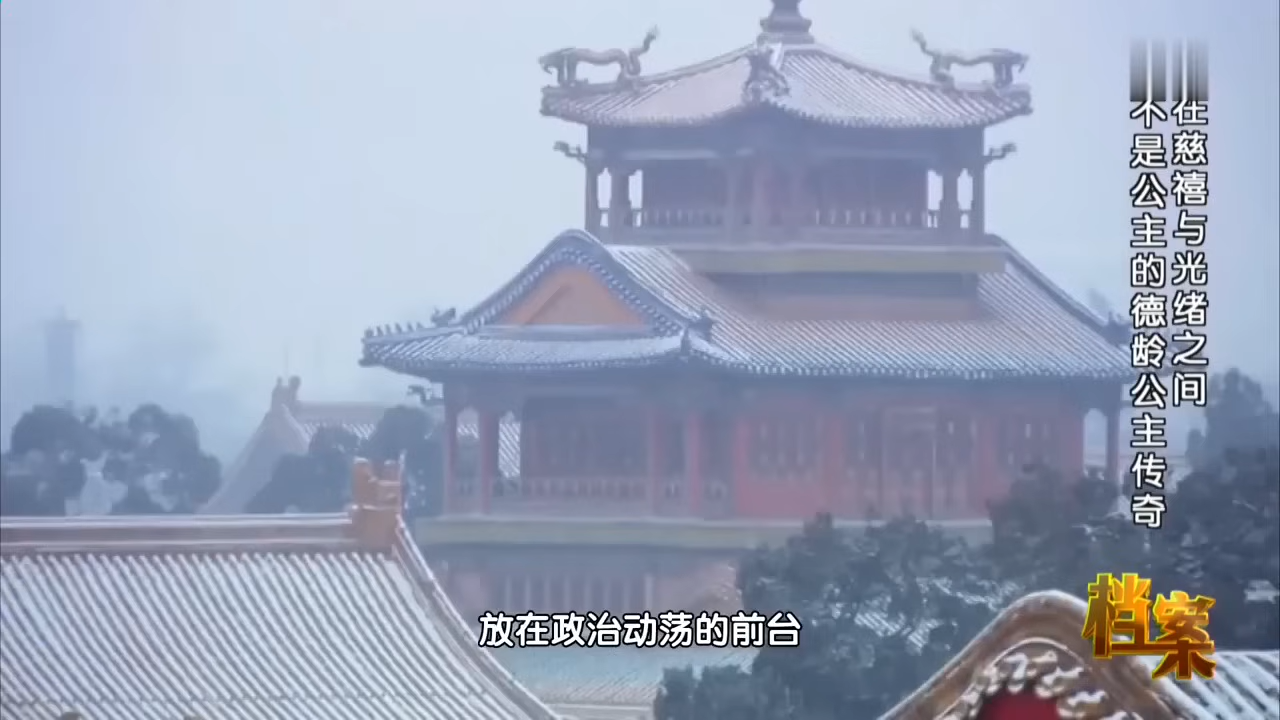 在慈禧与光绪之间
不是公主的德龄公主传奇
放在政治动荡的前台
档案